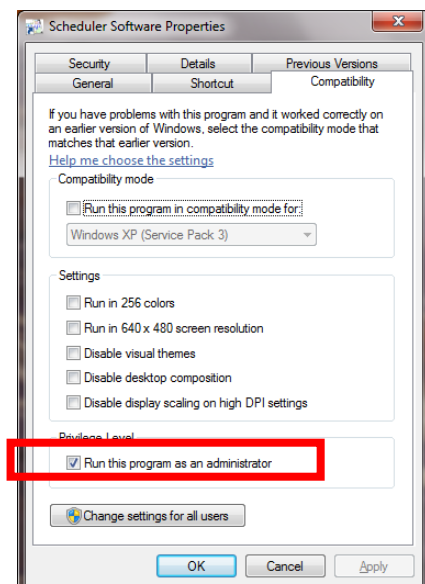 Scheduler Software Properties
Security Details Previous Versions
General Shortcut Compatibility
If you have problems with this program and it worked correctly on
an earlier version of Windows, select the compatibility mode that
matches that earlier version.
Help me choose the settings
Compatibility mode
Run this program in compatibility mode for:
Windows XP (Service Pack 3)
Settings
Run in 256 colors
Run in 640 x 480 screen resolution
Disable visual themes
Disable desktop composition
Disable display scaling on high DPI settings
Privilege Level
Run this program as an administrator
Change settings for all users
OK Cancel Apply